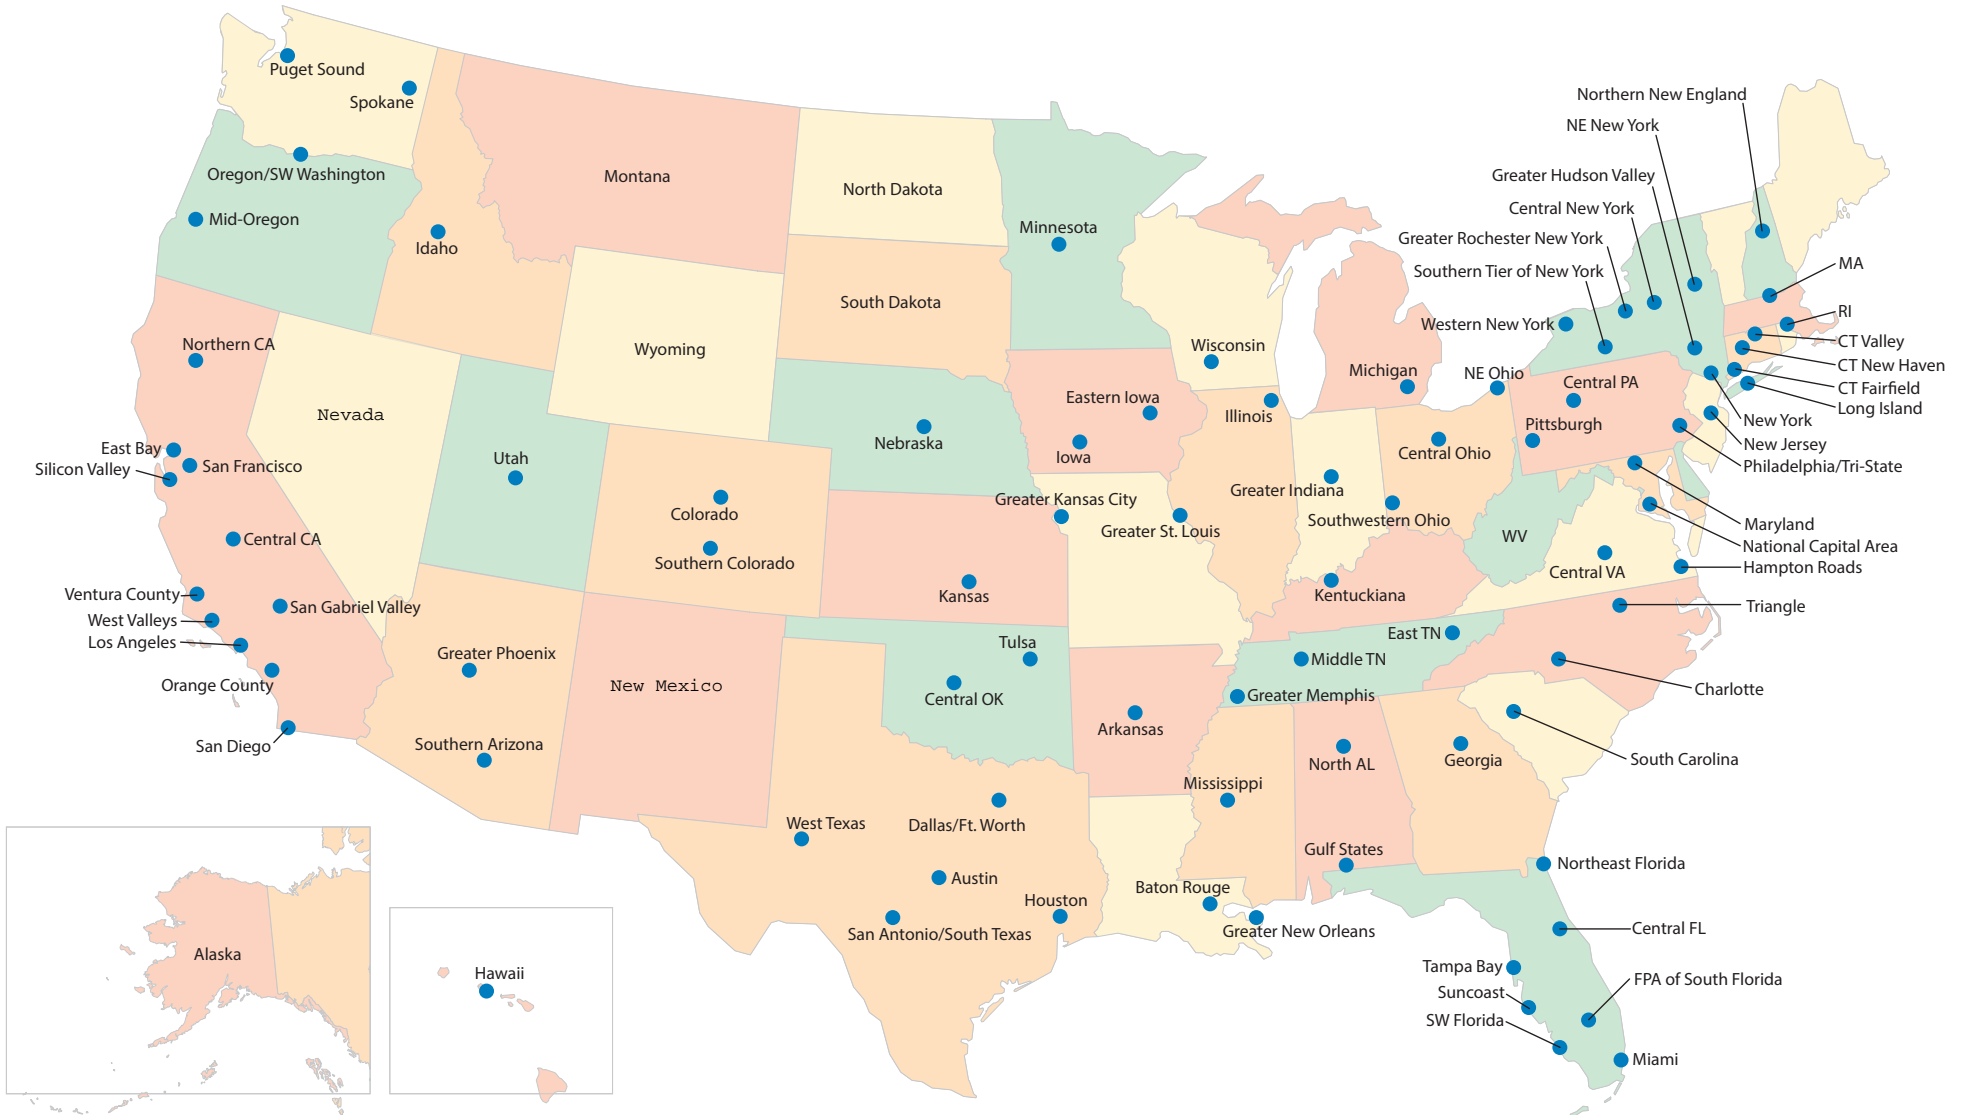 Puget Sound
Spokane
Oregon/SW Washington
Mid-Oregon
Idaho
Montana
North Dakota
Minnesota
South Dakota
Wyoming
Wisconsin
Michigan
Northern New England
NE New York
Greater Hudson Valley
Central New York
Greater Rochester New York
Southern Tier of New York
Western New York
MA
RI
CT Valley
CT New Haven
CT Fairfield
Long Island
New York
New Jersey
Philadelphia/Tri-State
NE Ohio
Central PA
Pittsburgh
Northern CA
Nevada
East Bay
San Francisco
Silicon Valley
Utah
Central CA
Colorado
Southern Colorado
Nebraska
Eastern Iowa
Iowa
Illinois
Central Ohio
Greater Indiana
Southwestern Ohio
Greater Kansas City
Greater St. Louis
WV
Maryland
National Capital Area
Hampton Roads
Central VA
Ventura County
West Valleys
Los Angeles
San Gabriel Valley
Orange County
San Diego
Kansas
Kentuckiana
Triangle
Greater Phoenix
Southern Arizona
New Mexico
Tulsa
Central OK
East TN
Middle TN
Greater Memphis
Charlotte
Arkansas
North AL
Georgia
South Carolina
Mississippi
West Texas
Dallas/Ft. Worth
Austin
Houston
San Antonio/South Texas
Baton Rouge
Greater New Orleans
Gulf States
Northeast Florida
Central FL
Tampa Bay
Suncoast
SW Florida
FPA of South Florida
Miami
Alaska
Hawaii